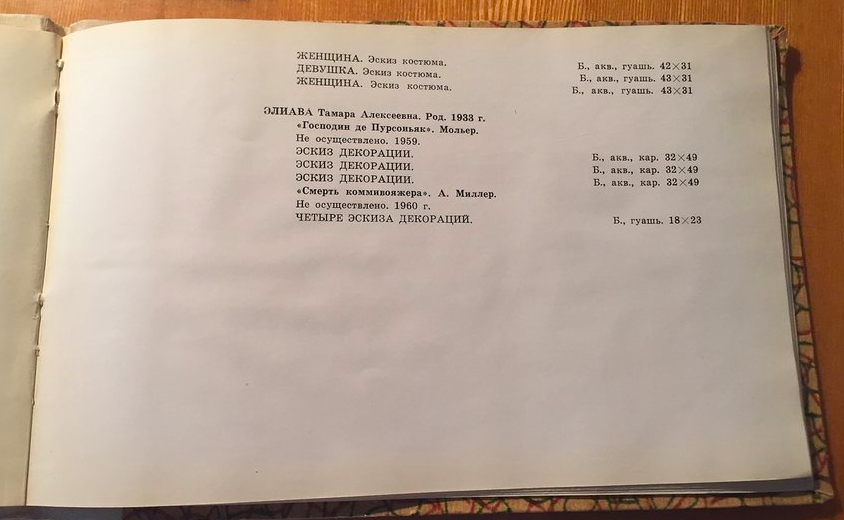 ЖЕНЩИНА. Эскиз костюма. Б., акв., гуашь. 42×31
ДЕВУШКА. Эскиз костюма. Б., акв., гуашь. 43×31
ЖЕНЩИНА. Эскиз костюма. Б., акв., гуашь. 43×31
ЭЛИАВА Тамара Алексеевна. Род. 1933 г.
«Господин де Пурсоньяк». Мольер.
Не осуществлено. 1959.
ЭСКИЗ ДЕКОРАЦИИ. Б., акв., кар. 32×49
ЭСКИЗ ДЕКОРАЦИИ. Б., акв., кар. 32×49
ЭСКИЗ ДЕКОРАЦИИ. Б., акв., кар. 32×49
«Смерть коммивояжера». А. Миллер.
Не осуществлено. 1960 г.
ЧЕТЫРЕ ЭСКИЗА ДЕКОРАЦИЙ. Б., гуашь. 18×23